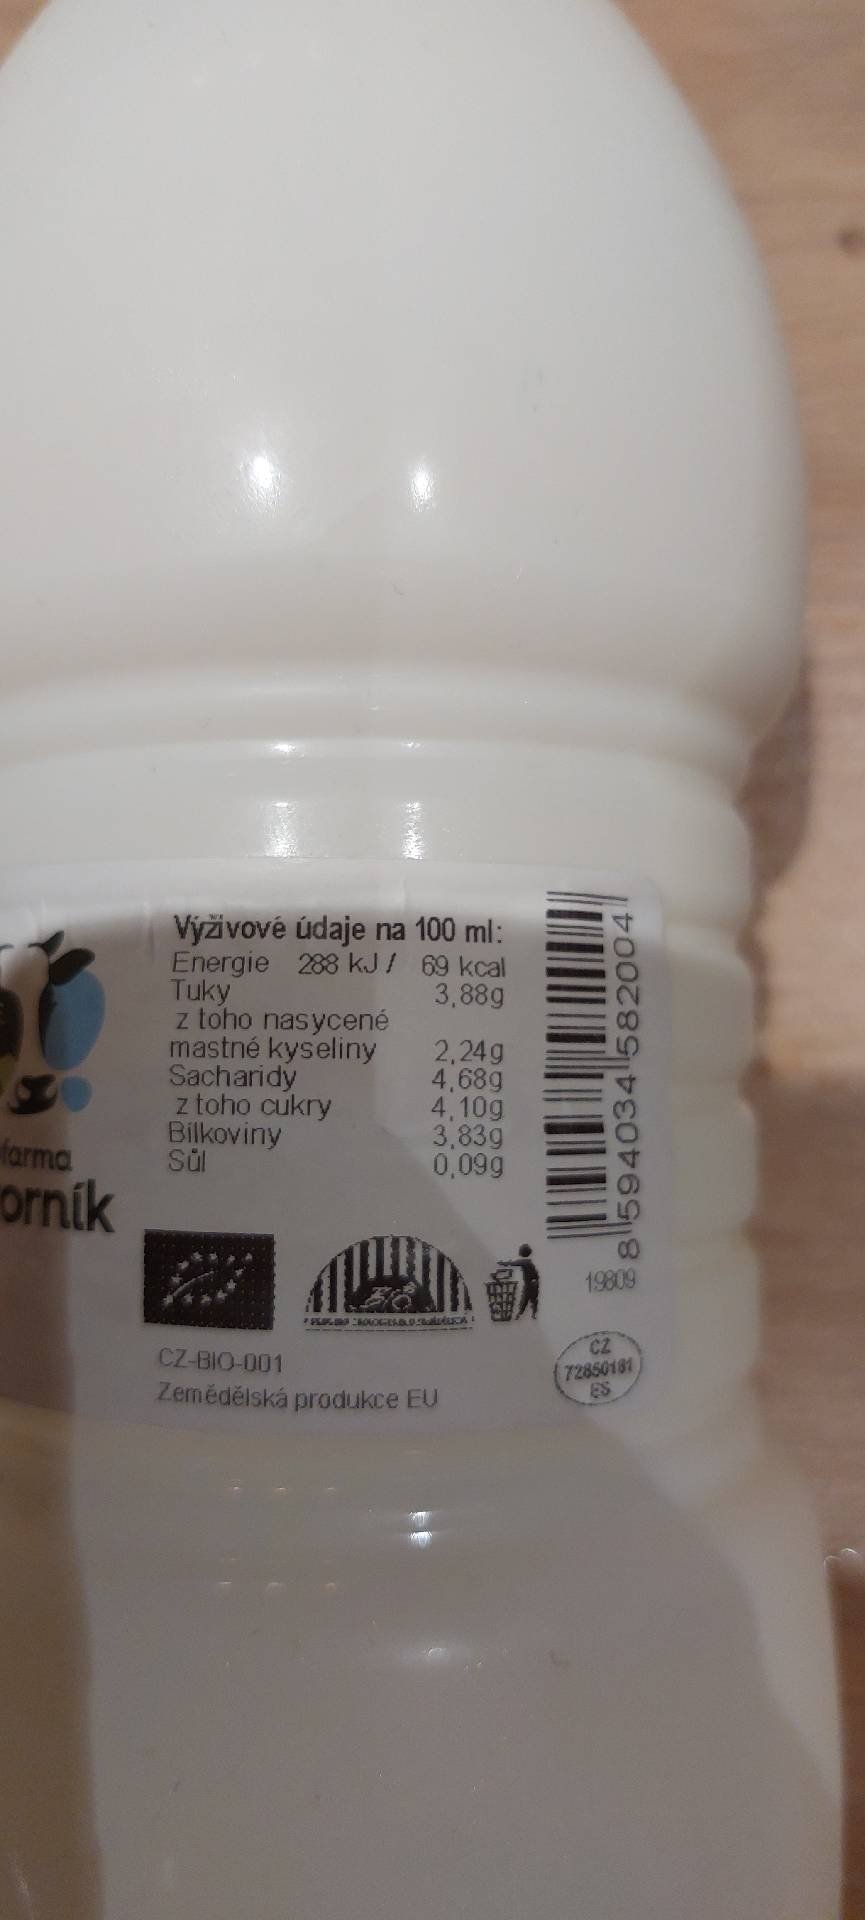 Výživové údaje na 100 ml:
Energie 288 kJ / 69 kcal
Tuky 3,88g
z toho nasycené
mastné kyseliny 2,24g
Sacharidy 4,68g
z toho cukry 4,10g
Bílkoviny 3,83g
Sůl 0,09g
farma
orník
8 594034 582004
19809
BIO
CZ-BIO-001
Zemědělská produkce EU
CZ
72850181
ES